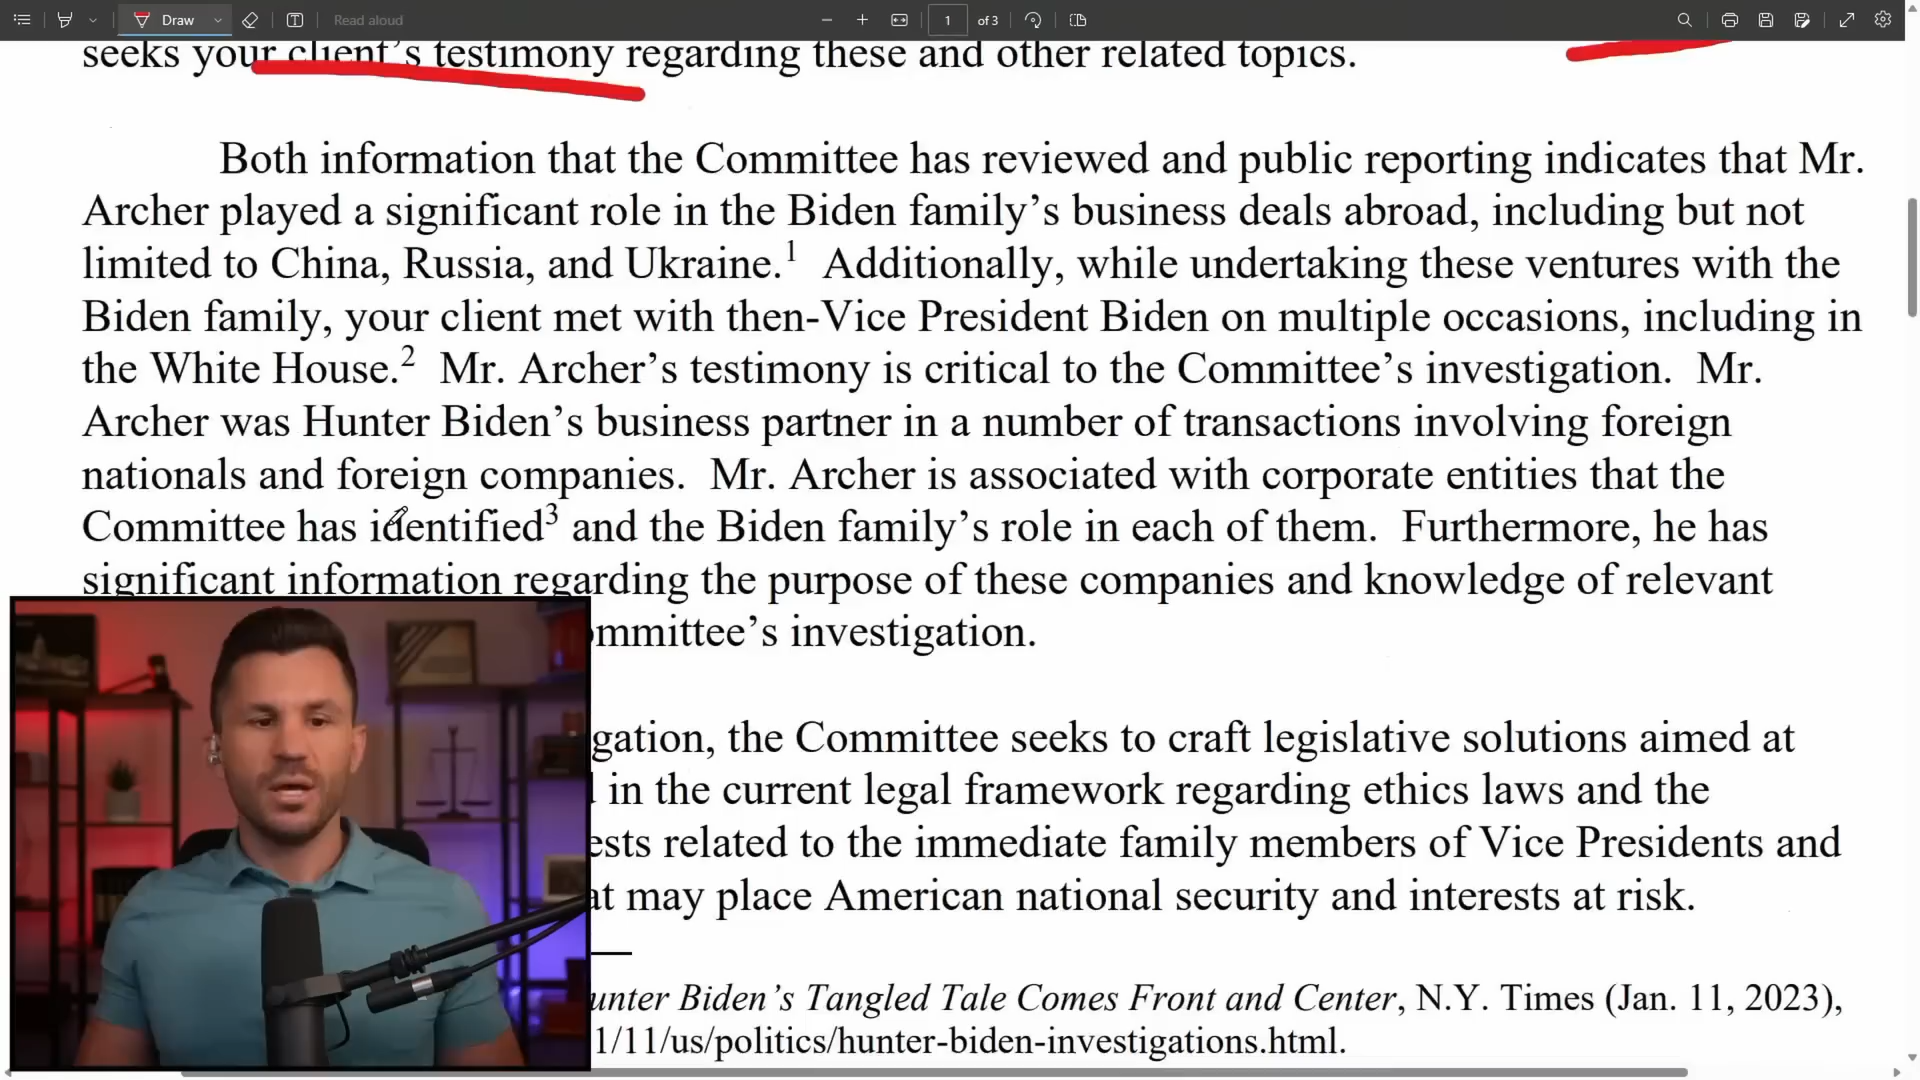 Draw
Read aloud
1
of 3
seeks your client’s testimony regarding these and other related topics.
Both information that the Committee has reviewed and public reporting indicates that Mr.
Archer played a significant role in the Biden family’s business deals abroad, including but not
limited to China, Russia, and Ukraine.1 Additionally, while undertaking these ventures with the
Biden family, your client met with then-Vice President Biden on multiple occasions, including in
the White House.2 Mr. Archer’s testimony is critical to the Committee’s investigation. Mr.
Archer was Hunter Biden’s business partner in a number of transactions involving foreign
nationals and foreign companies. Mr. Archer is associated with corporate entities that the
Committee has identified3 and the Biden family’s role in each of them. Furthermore, he has
significant information regarding the purpose of these companies and knowledge of relevant
ommittee’s investigation.
gation, the Committee seeks to craft legislative solutions aimed at
in the current legal framework regarding ethics laws and the
ests related to the immediate family members of Vice Presidents and
at may place American national security and interests at risk.
unter Biden’s Tangled Tale Comes Front and Center, N.Y. Times (Jan. 11, 2023),
1/11/us/politics/hunter-biden-investigations.html.